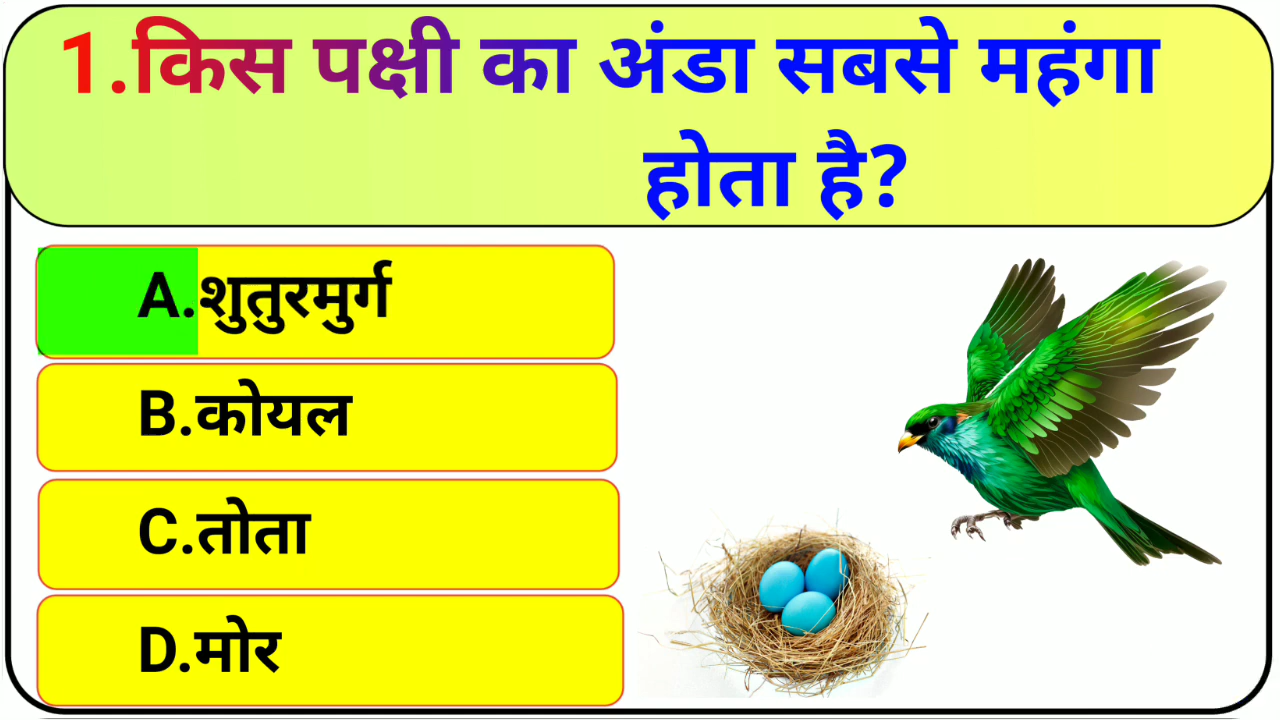 1.किस पक्षी का अंडा सबसे महंगा
होता है?
A.शुतुरमुर्ग
B.कोयल
C.तोता
D.मोर